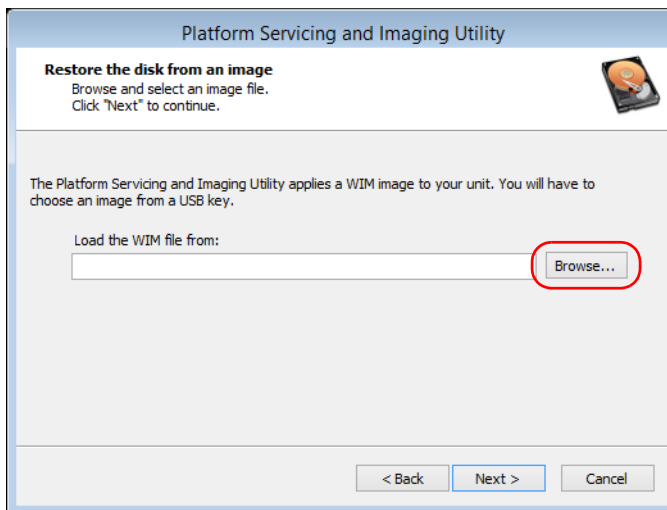 Platform Servicing and Imaging Utility
Restore the disk from an image
Browse and select an image file.
Click "Next" to continue.
The Platform Servicing and Imaging Utility applies a WIM image to your unit. You will have to
choose an image from a USB key.
Load the WIM file from:
Browse...
< Back Next > Cancel